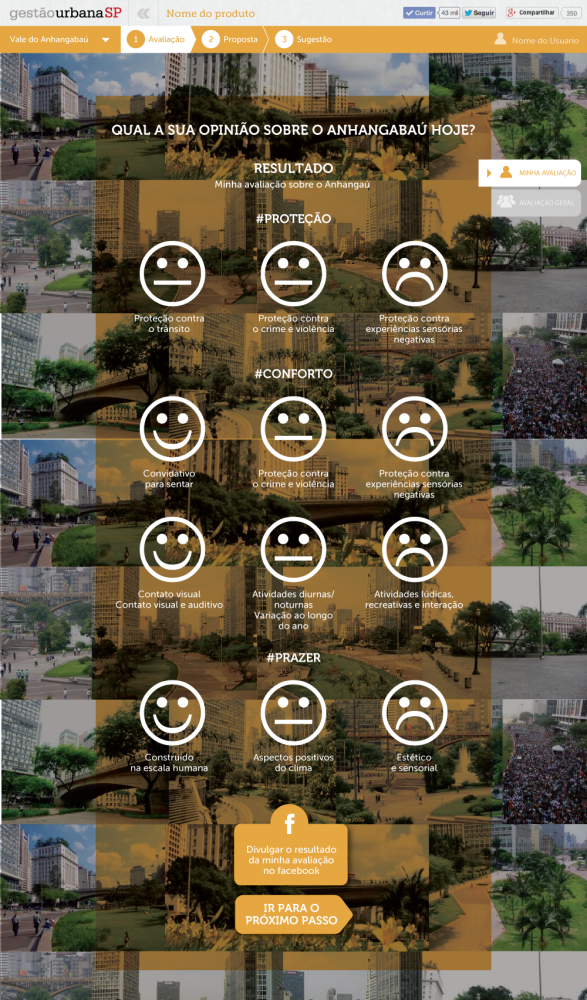 gestãourbanaSP
Nome do produto
Curtir 43 mil Seguir Compartilhar 350
Vale do Anhangabaú 1 Avaliação 2 Proposta 3 Sugestão Nome do Usuario
QUAL A SUA OPINIÃO SOBRE O ANHANGABAÚ HOJE?
RESULTADO
Minha avaliação sobre o Anhangaú
MINHA AVALIAÇÃO
AVALIAÇÃO GERAL
#PROTEÇÃO
Proteção contra
o trânsito
Proteção contra
o crime e violência
Proteção contra
experiências sensórias
negativas
#CONFORTO
Convidativo
para sentar
Proteção contra
o crime e violência
Proteção contra
experiências sensórias
negativas
Contato visual
Contato visual e auditivo
Atividades diurnas/
noturnas
Variação ao longo
do ano
Atividades lúdicas,
recreativas e interação
#PRAZER
Construído
na escala humana
Aspectos positivos
do clima
Estético
e sensorial
f
Divulgar o resultado
da minha avaliação
no facebook
IR PARA O
PRÓXIMO PASSO